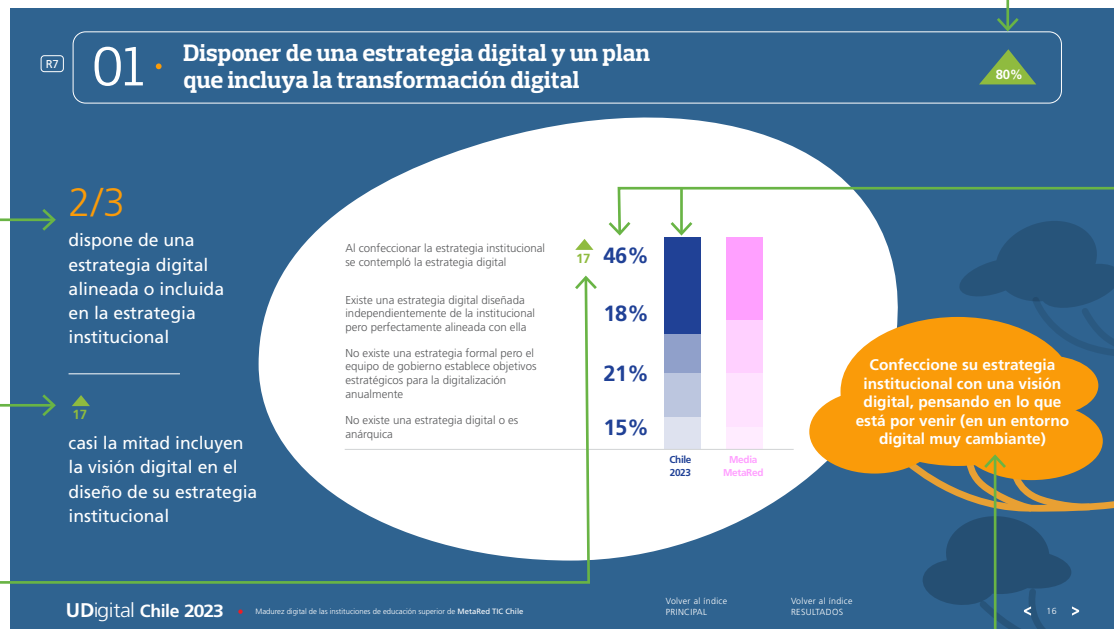 R7
01 · Disponer de una estrategia digital y un plan
que incluya la transformación digital
80%
2/3
dispone de una
estrategia digital
alineada o incluida
en la estrategia
institucional
17
casi la mitad incluyen
la visión digital en el
diseño de su estrategia
institucional
Al confeccionar la estrategia institucional
se contempló la estrategia digital
17
46%
Existe una estrategia digital diseñada
independientemente de la institucional
pero perfectamente alineada con ella
18%
No existe una estrategia formal pero el
equipo de gobierno establece objetivos
estratégicos para la digitalización
anualmente
21%
No existe una estrategia digital o es
anárquica
15%
Chile
2023
Media
MetaRed
Confeccione su estrategia
institucional con una visión
digital, pensando en lo que
está por venir (en un entorno
digital muy cambiante)
UDigital Chile 2023 • Madurez digital de las instituciones de educación superior de MetaRed TIC Chile
Volver al índice
PRINCIPAL
Volver al índice
RESULTADOS
< 16 >